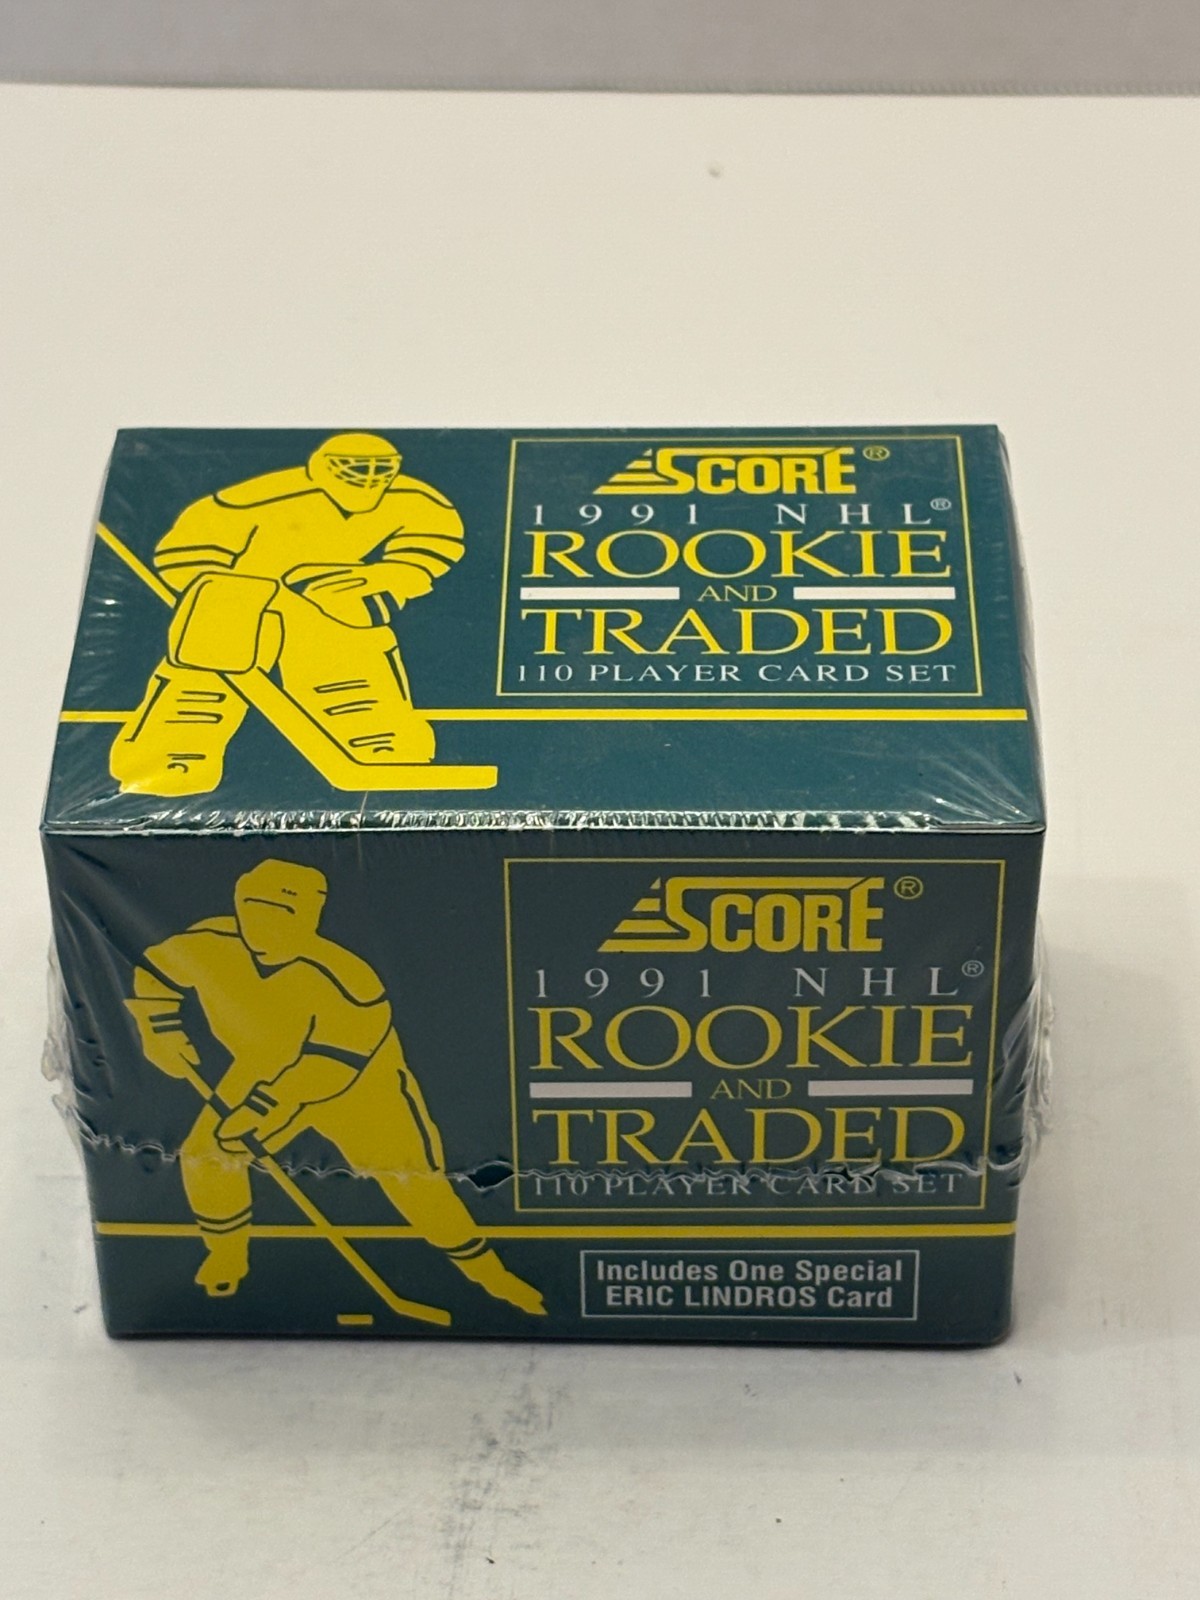 SCORE®
1991 NHL®
ROOKIE
AND
TRADED
110 PLAYER CARD SET
SCORE®
1991 NHL®
ROOKIE
AND
TRADED
110 PLAYER CARD SET
Includes One Special
ERIC LINDROS Card